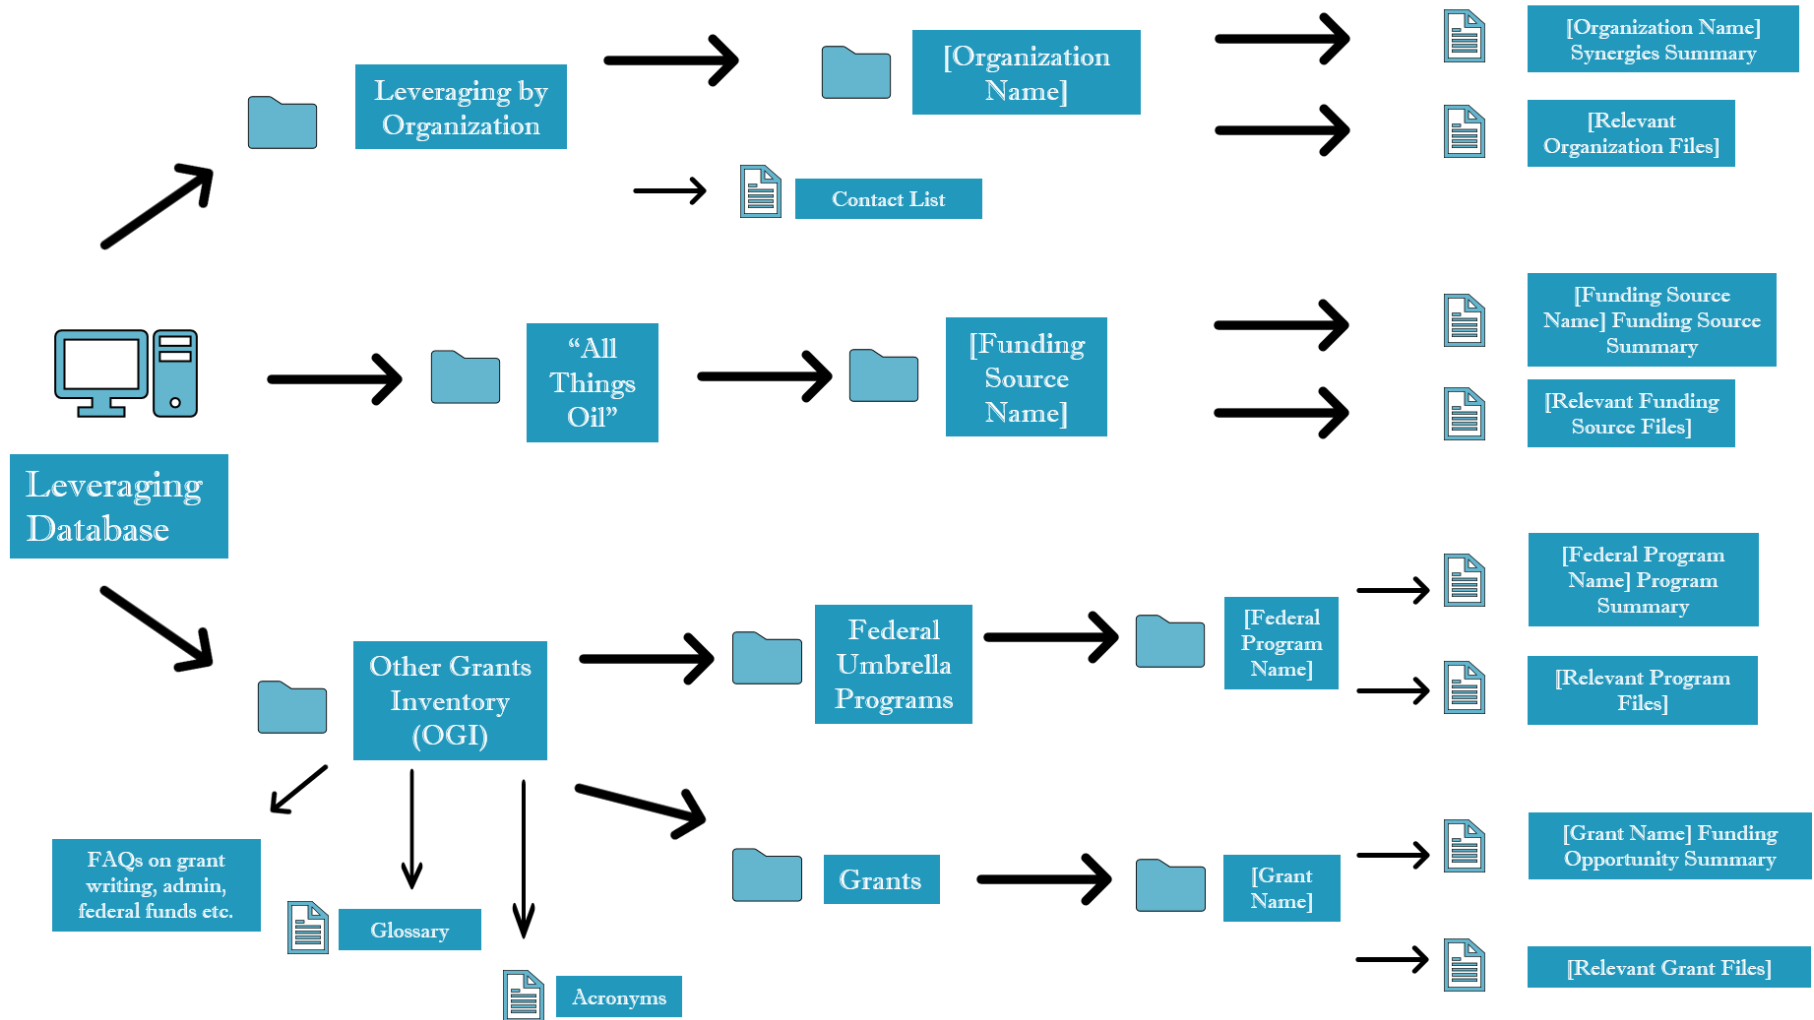 Leveraging by
Organization
[Organization
Name]
[Organization Name]
Synergies Summary
[Relevant
Organization Files]
Contact List
Leveraging
Database
“All
Things
Oil”
[Funding
Source
Name]
[Funding Source
Name] Funding Source
Summary
[Relevant Funding
Source Files]
Other Grants
Inventory
(OGI)
Federal
Umbrella
Programs
[Federal
Program
Name]
[Federal Program
Name] Program
Summary
[Relevant Program
Files]
FAQs on grant
writing, admin,
federal funds etc.
Glossary
Acronyms
Grants
[Grant
Name]
[Grant Name] Funding
Opportunity Summary
[Relevant Grant Files]